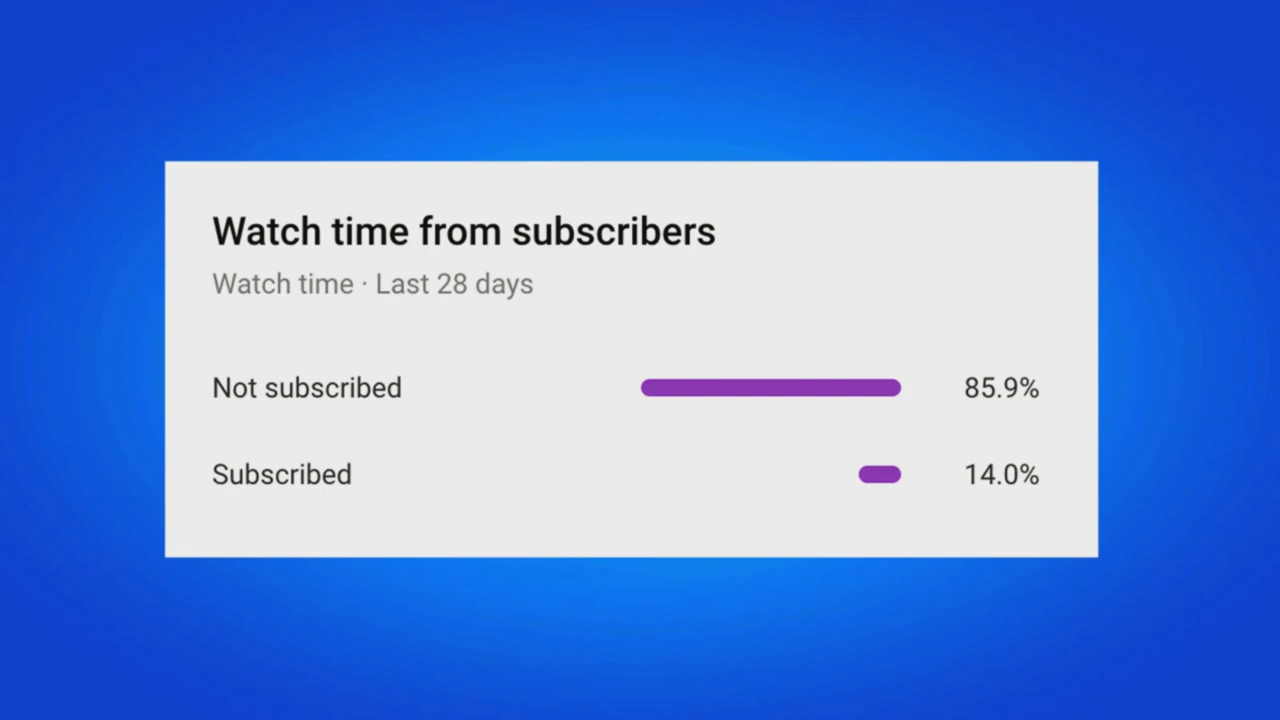 Watch time from subscribers
Watch time · Last 28 days
Not subscribed 85.9%
Subscribed 14.0%